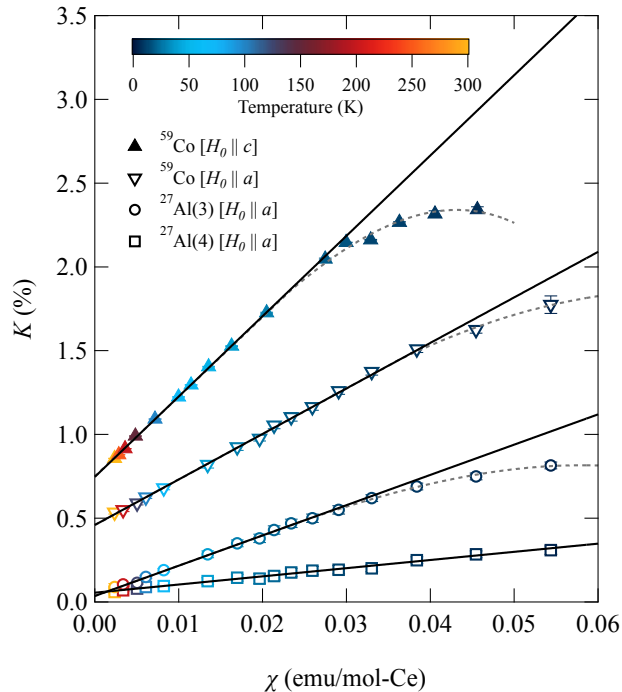 3.5
3.0
2.5
2.0
1.5
1.0
0.5
0.0
K (%)
0 50 100 150 200 250 300
Temperature (K)
⁵⁹Co [H₀ || c]
⁵⁹Co [H₀ || a]
²⁷Al(3) [H₀ || a]
²⁷Al(4) [H₀ || a]
0.00 0.01 0.02 0.03 0.04 0.05 0.06
χ (emu/mol-Ce)